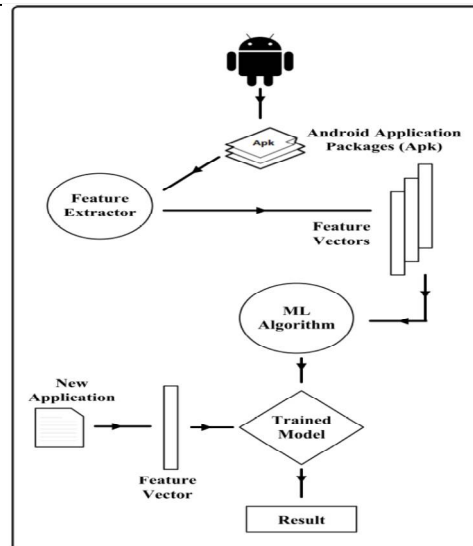 Apk
Android Application
Packages (Apk)
Feature
Extractor
Feature
Vectors
ML
Algorithm
New
Application
Trained
Model
Feature
Vector
Result